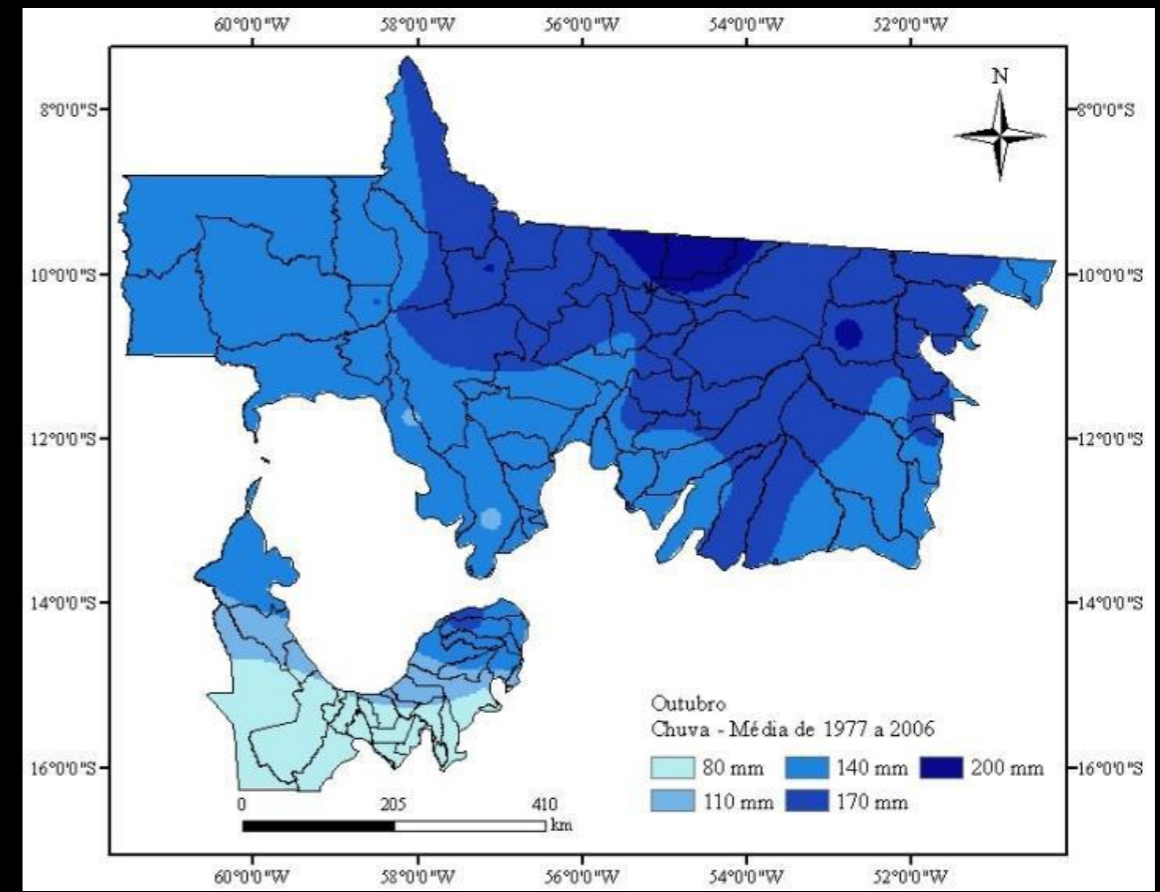 60°0'0"W 58°0'0"W 56°0'0"W 54°0'0"W 52°0'0"W
N
8°0'0"S 8°0'0"S
10°0'0"S 10°0'0"S
12°0'0"S 12°0'0"S
14°0'0"S 14°0'0"S
16°0'0"S 16°0'0"S
Outubro
Chuva - Média de 1977 a 2006
80 mm 140 mm 200 mm
110 mm 170 mm
0 205 410
km
60°0'0"W 58°0'0"W 56°0'0"W 54°0'0"W 52°0'0"W